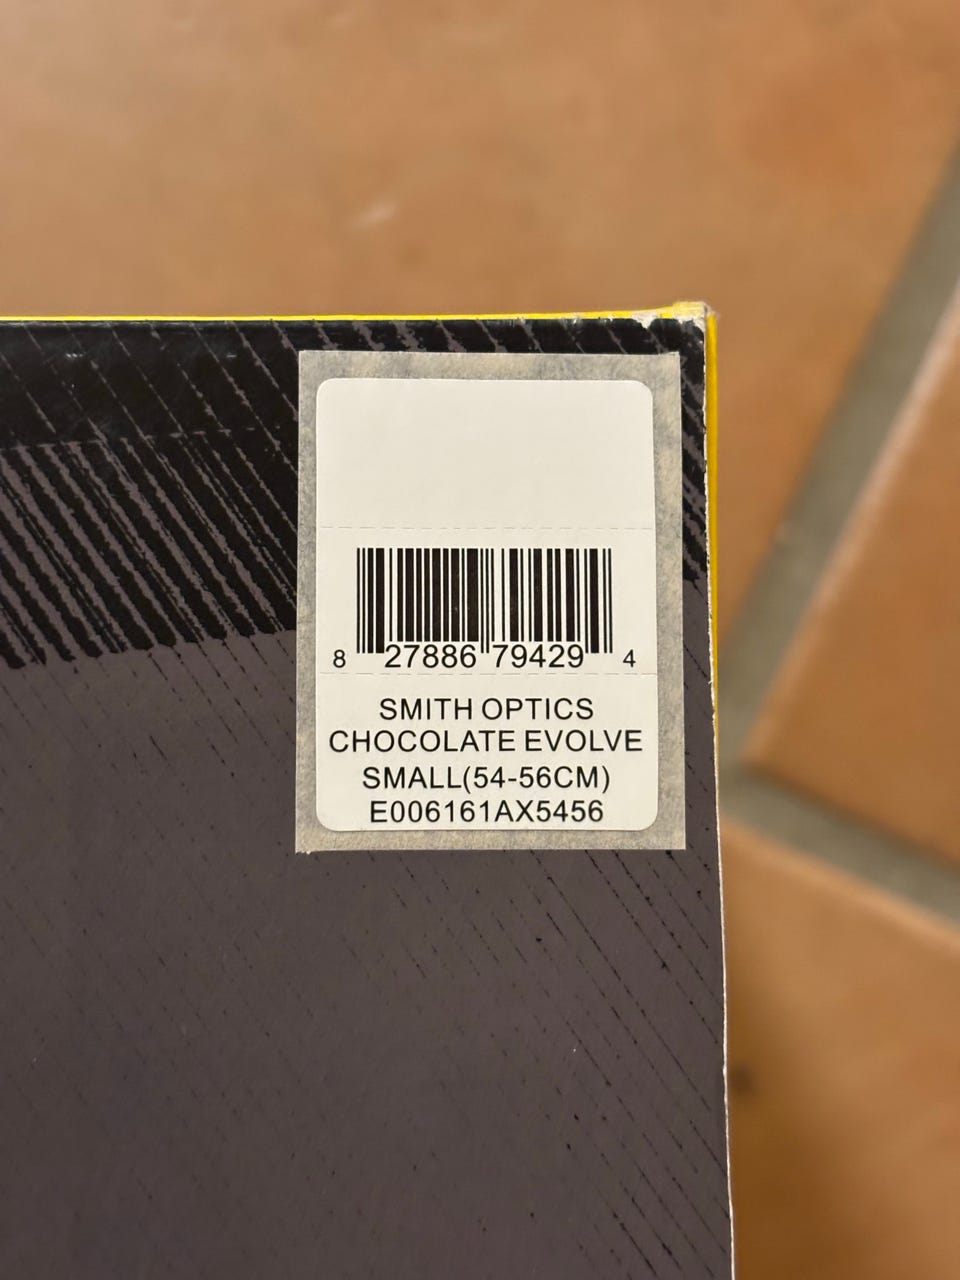 8 27886 79429 4
SMITH OPTICS
CHOCOLATE EVOLVE
SMALL(54-56CM)
E006161AX5456